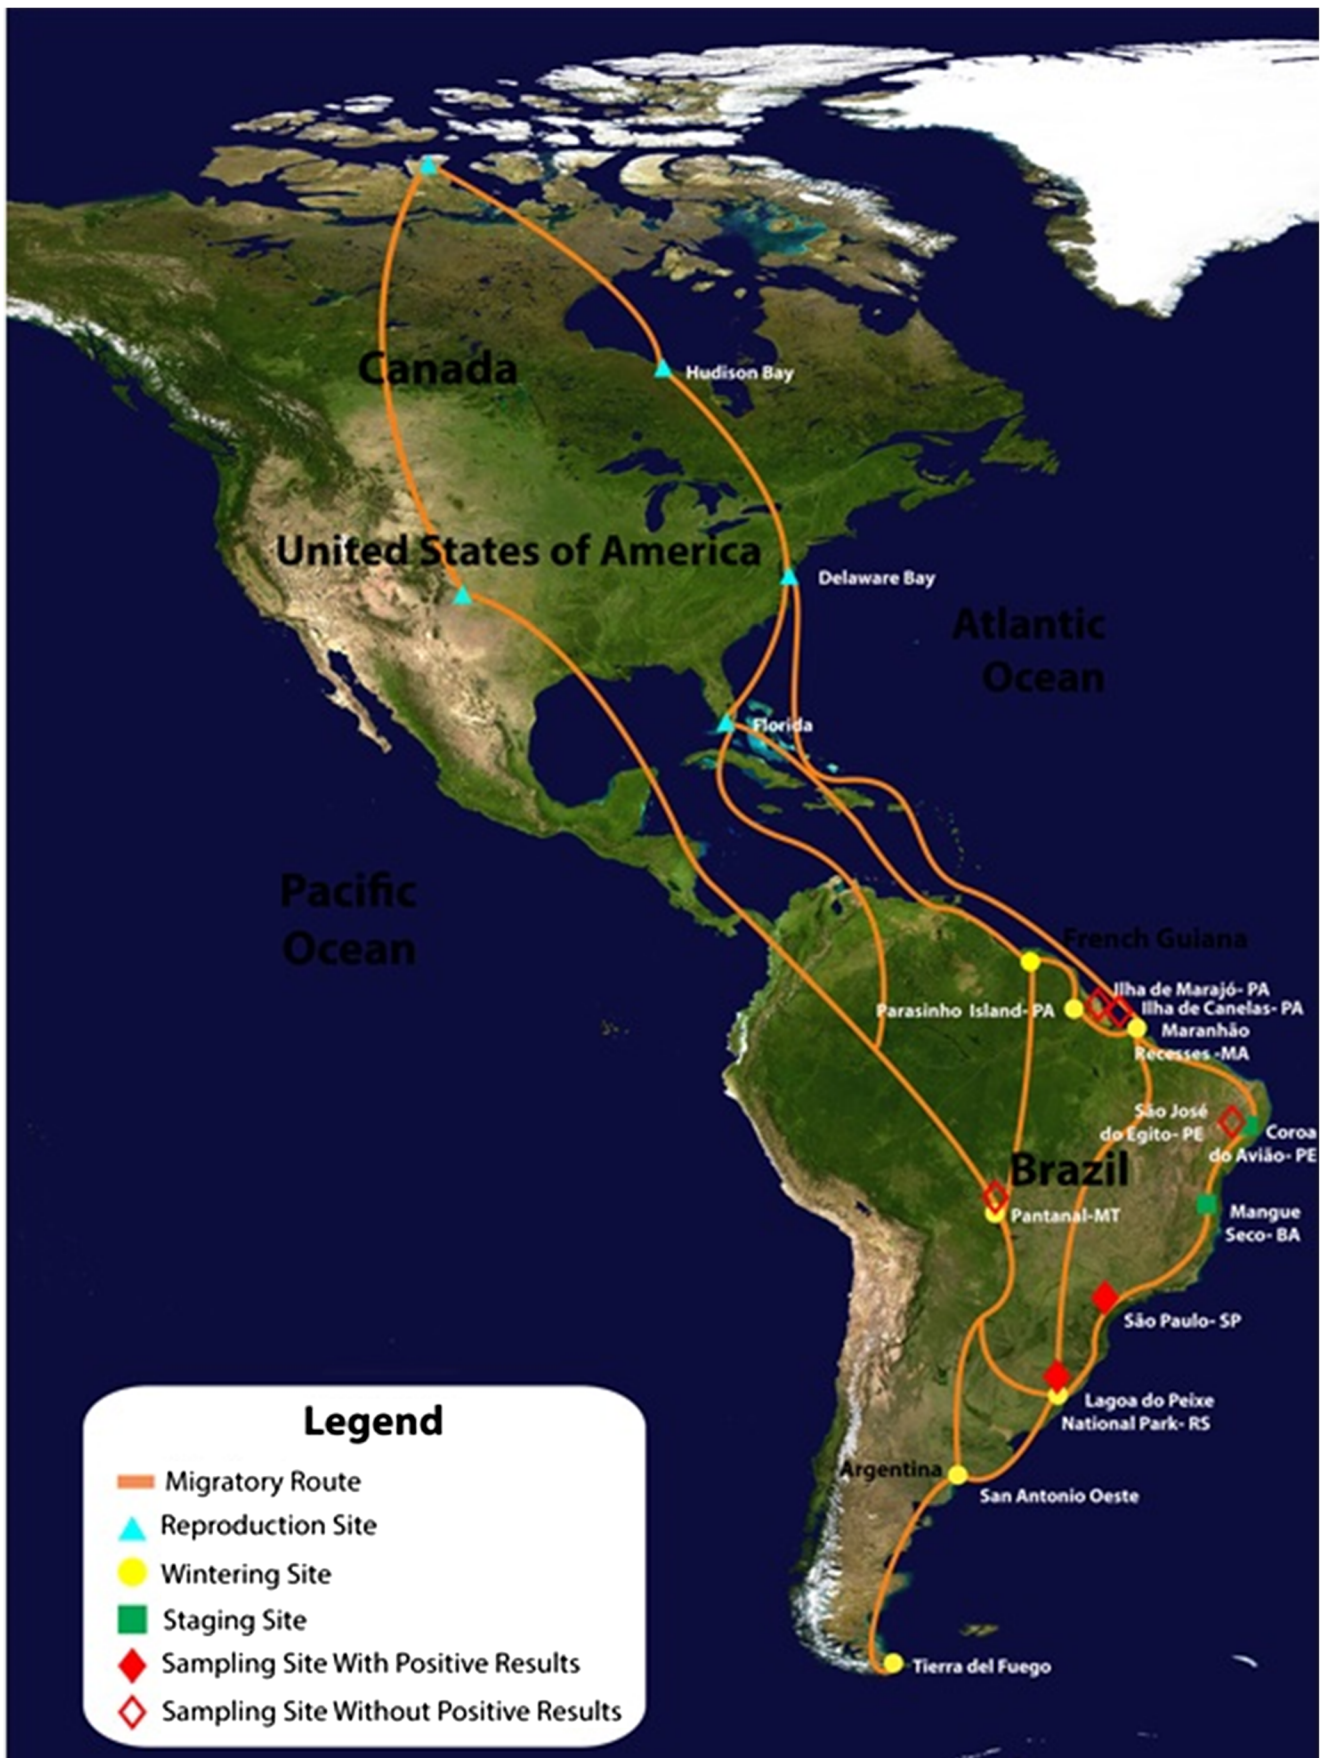 Canada
Hudison Bay
United States of America
Delaware Bay
Atlantic
Ocean
Florida
Pacific
Ocean
French Guiana
Ilha de Marajó- PA
Parasinho Island- PA
Ilha de Canelas- PA
Maranhão
Recesses -MA
São José
do Egito- PE
Coroa
do Avião- PE
Brazil
Pantanal-MT
Mangue
Seco- BA
São Paulo- SP
Lagoa do Peixe
National Park- RS
Argentina
San Antonio Oeste
Tierra del Fuego
Legend
Migratory Route
Reproduction Site
Wintering Site
Staging Site
Sampling Site With Positive Results
Sampling Site Without Positive Results